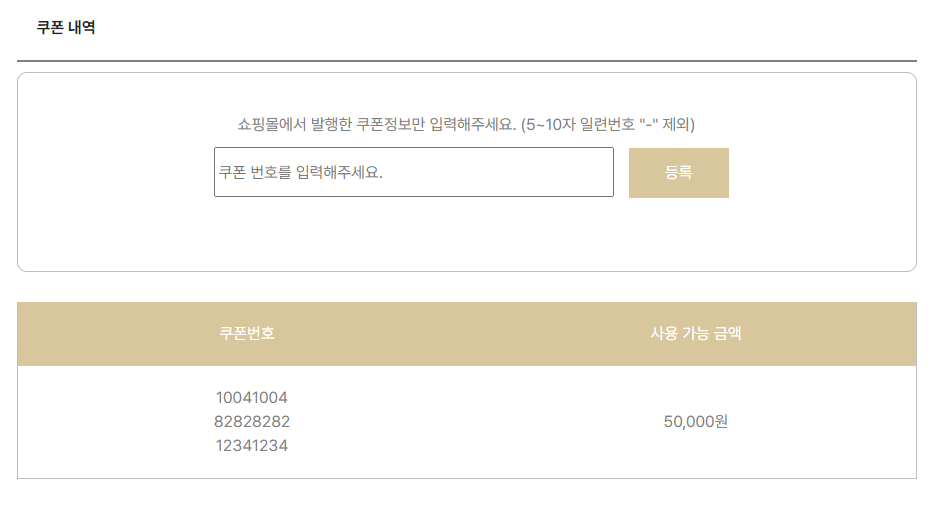 쿠폰 내역
쇼핑몰에서 발행한 쿠폰정보만 입력해주세요. (5~10자 일련번호 "-" 제외)
쿠폰 번호를 입력해주세요. 등록
쿠폰번호 사용 가능 금액
10041004
82828282 50,000원
12341234